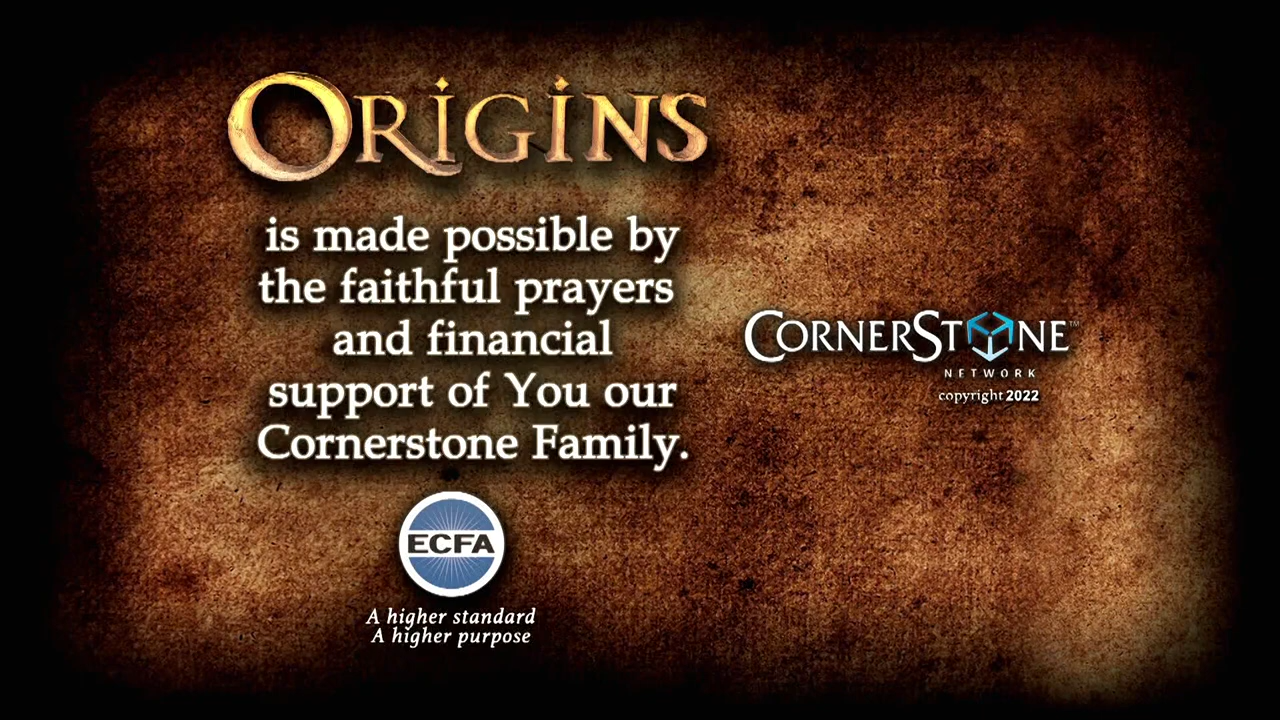 ORIGINS
is made possible by
the faithful prayers
and financial
support of You our
Cornerstone Family.
ECFA
A higher standard
A higher purpose
CORNERSTONE™
NETWORK
copyright 2022